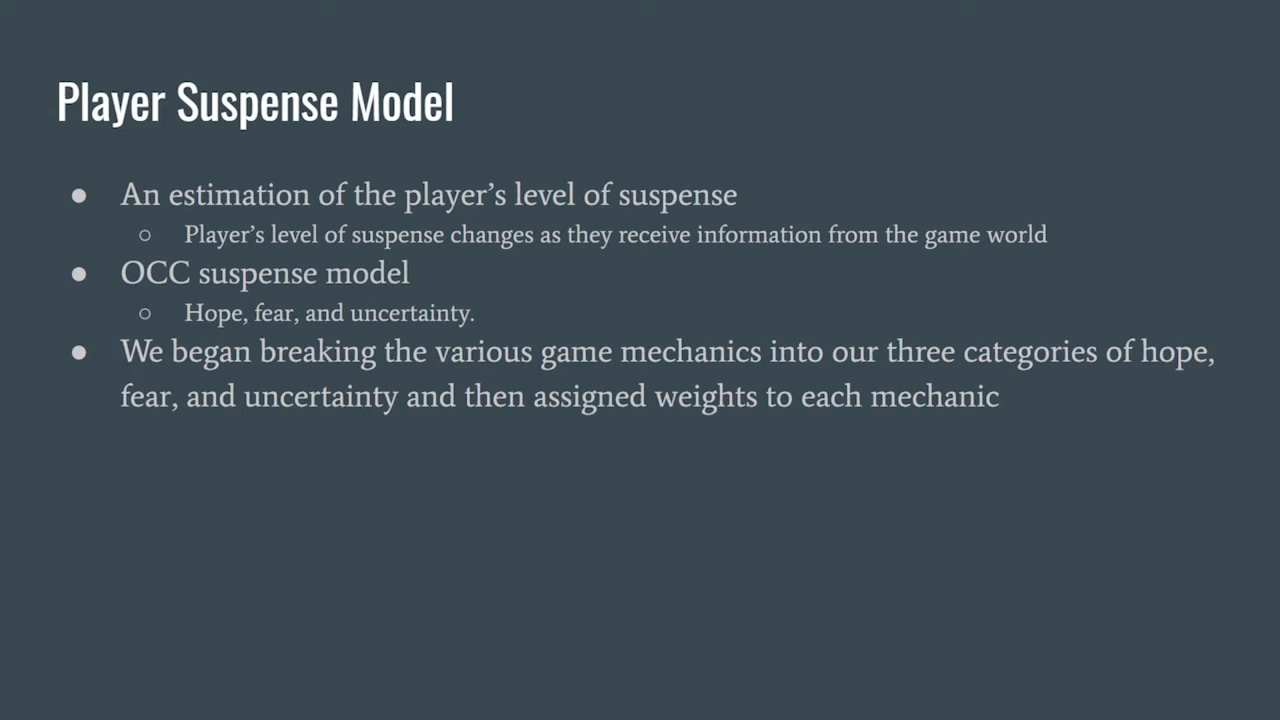 Player Suspense Model
● An estimation of the player’s level of suspense
○ Player’s level of suspense changes as they receive information from the game world
● OCC suspense model
○ Hope, fear, and uncertainty.
● We began breaking the various game mechanics into our three categories of hope,
fear, and uncertainty and then assigned weights to each mechanic